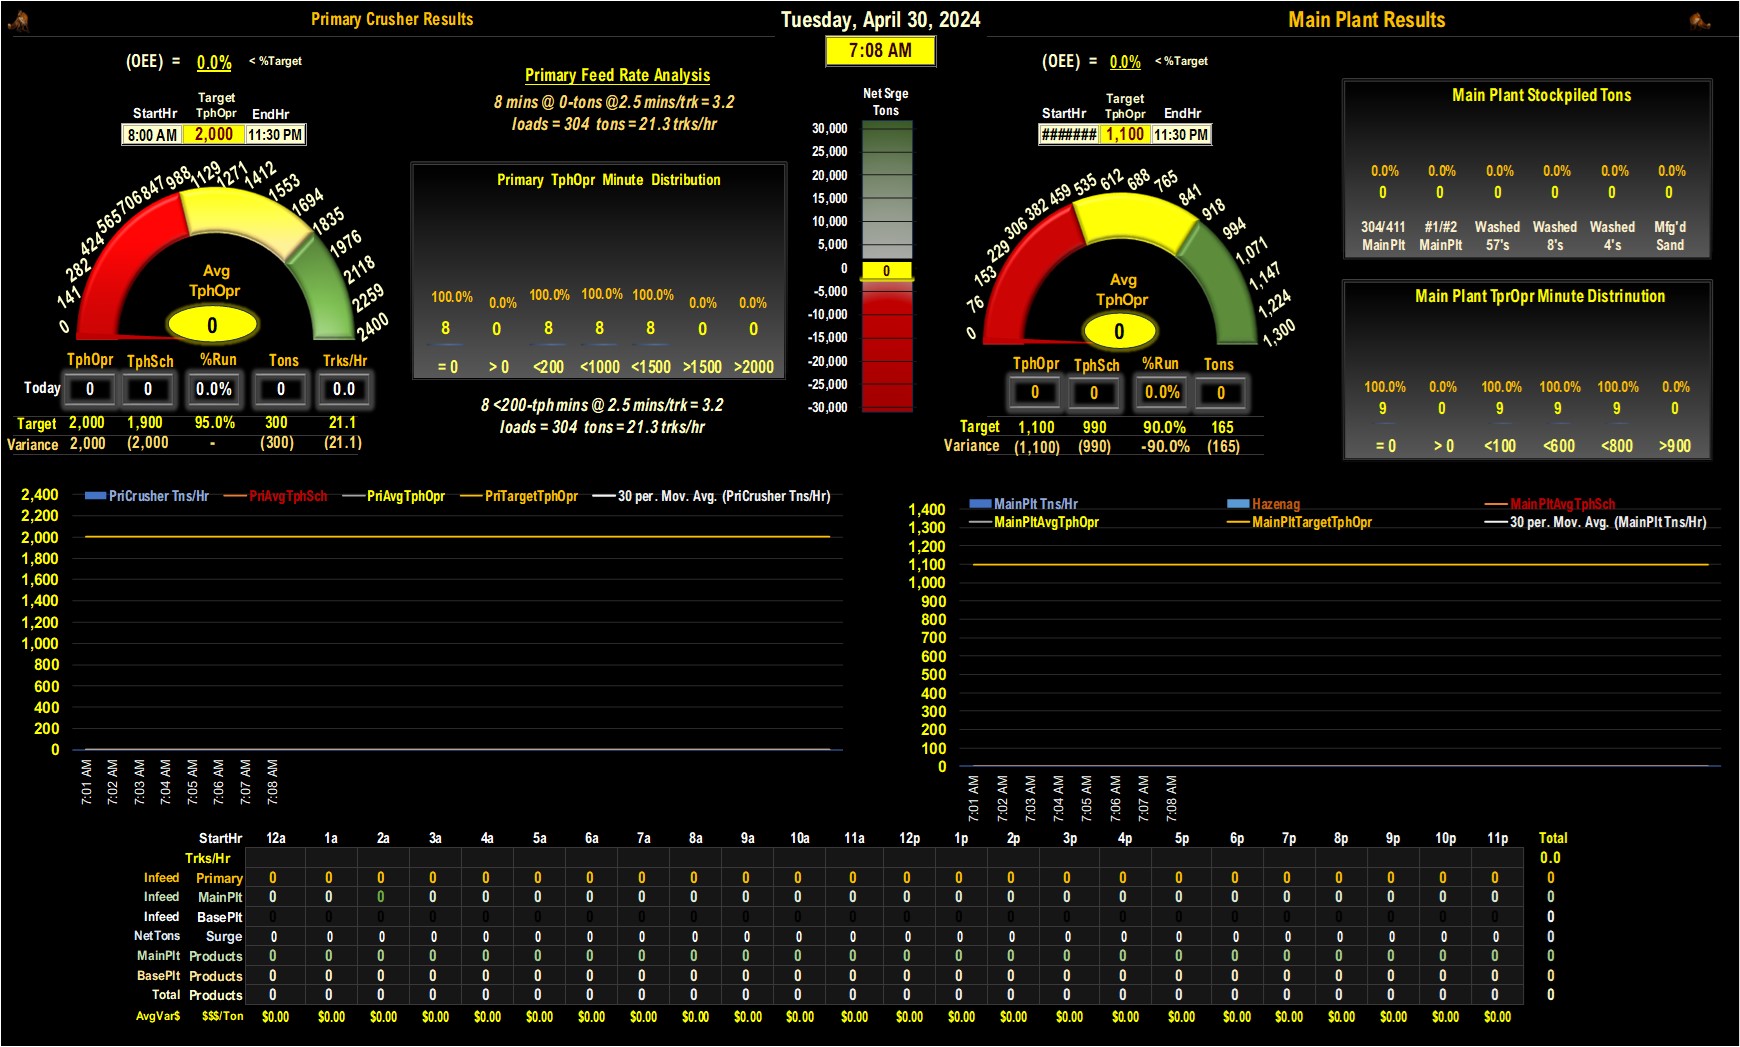 Primary Crusher Results
Tuesday, April 30, 2024
Main Plant Results
7:08 AM
(OEE) = 0.0% < %Target
Target
StartHr TphOpr EndHr
8:00 AM 2,000 11:30 PM
0 141 282 424 565 706 847 988 1129 1271 1412 1553 1694 1835 1976 2118 2259 2400
Avg
TphOpr
0
TphOpr TphSch %Run Tons Trks/Hr
Today 0 0 0.0% 0 0.0
Target 2,000 1,900 95.0% 300 21.1
Variance 2,000 (2,000 - (300) (21.1)
Primary Feed Rate Analysis
8 mins @ 0-tons @2.5 mins/trk = 3.2
loads = 304 tons = 21.3 trks/hr
Primary TphOpr Minute Distribution
100.0% 0.0% 100.0% 100.0% 100.0% 0.0% 0.0%
8 0 8 8 8 0 0
= 0 > 0 <200 <1000 <1500 >1500 >2000
8 <200-tph mins @ 2.5 mins/trk = 3.2
loads = 304 tons = 21.3 trks/hr
Net Srge
Tons
30,000
25,000
20,000
15,000
10,000
5,000
0
-5,000
-10,000
-15,000
-20,000
-25,000
-30,000
0
(OEE) = 0.0% < %Target
Target
StartHr TphOpr EndHr
####### 1,100 11:30 PM
0 76 153 229 306 382 459 535 612 688 765 841 918 994 1,071 1,147 1,224 1,300
Avg
TphOpr
0
TphOpr TphSch %Run Tons
0 0 0.0% 0
Target 1,100 990 90.0% 165
Variance (1,100) (990) -90.0% (165)
Main Plant Stockpiled Tons
0.0% 0.0% 0.0% 0.0% 0.0% 0.0%
0 0 0 0 0 0
304/411 #1/#2 Washed Washed Washed Mfg'd
MainPlt MainPlt 57's 8's 4's Sand
Main Plant TprOpr Minute Distrinution
100.0% 0.0% 100.0% 100.0% 100.0% 0.0%
9 0 9 9 9 0
= 0 > 0 <100 <600 <800 >900
PriCrusher Tns/Hr PriAvgTphSch PriAvgTphOpr PriTargetTphOpr 30 per. Mov. Avg. (PriCrusher Tns/Hr)
2,400
2,200
2,000
1,800
1,600
1,400
1,200
1,000
800
600
400
200
0
7:01 AM 7:02 AM 7:03 AM 7:04 AM 7:05 AM 7:06 AM 7:07 AM 7:08 AM
MainPlt Tns/Hr Hazenag MainPltAvgTphSch
MainPltAvgTphOpr MainPltTargetTphOpr 30 per. Mov. Avg. (MainPlt Tns/Hr)
1,400
1,300
1,200
1,100
1,000
900
800
700
600
500
400
300
200
100
0
7:01 AM 7:02 AM 7:03 AM 7:04 AM 7:05 AM 7:06 AM 7:07 AM 7:08 AM
StartHr 12a 1a 2a 3a 4a 5a 6a 7a 8a 9a 10a 11a 12p 1p 2p 3p 4p 5p 6p 7p 8p 9p 10p 11p Total
Trks/Hr 0.0
Infeed Primary 0 0 0 0 0 0 0 0 0 0 0 0 0 0 0 0 0 0 0 0 0 0 0 0 0
Infeed MainPlt 0 0 0 0 0 0 0 0 0 0 0 0 0 0 0 0 0 0 0 0 0 0 0 0 0
Infeed BasePlt 0 0 0 0 0 0 0 0 0 0 0 0 0 0 0 0 0 0 0 0 0 0 0 0 0
NetTons Surge 0 0 0 0 0 0 0 0 0 0 0 0 0 0 0 0 0 0 0 0 0 0 0 0 0
MainPlt Products 0 0 0 0 0 0 0 0 0 0 0 0 0 0 0 0 0 0 0 0 0 0 0 0 0
BasePlt Products 0 0 0 0 0 0 0 0 0 0 0 0 0 0 0 0 0 0 0 0 0 0 0 0 0
Total Products 0 0 0 0 0 0 0 0 0 0 0 0 0 0 0 0 0 0 0 0 0 0 0 0 0
AvgVar$ $$$/Ton $0.00 $0.00 $0.00 $0.00 $0.00 $0.00 $0.00 $0.00 $0.00 $0.00 $0.00 $0.00 $0.00 $0.00 $0.00 $0.00 $0.00 $0.00 $0.00 $0.00 $0.00 $0.00 $0.00 $0.00